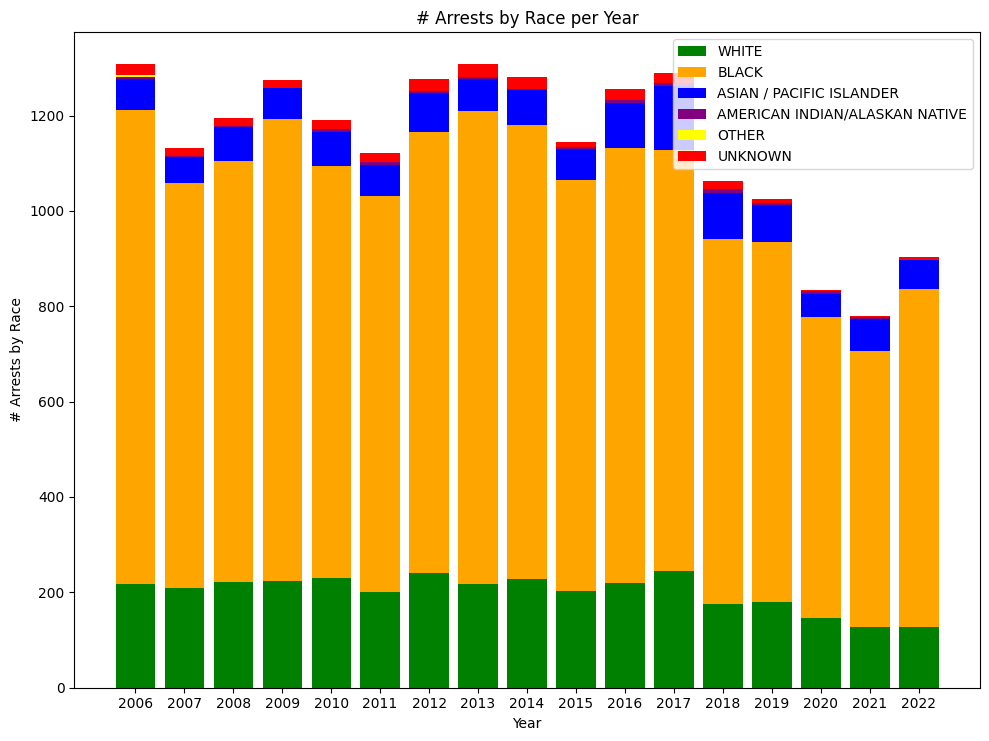 # Arrests by Race per Year
WHITE
BLACK
ASIAN / PACIFIC ISLANDER
AMERICAN INDIAN/ALASKAN NATIVE
OTHER
UNKNOWN
# Arrests by Race
1200
1000
800
600
400
200
0
2006 2007 2008 2009 2010 2011 2012 2013 2014 2015 2016 2017 2018 2019 2020 2021 2022
Year